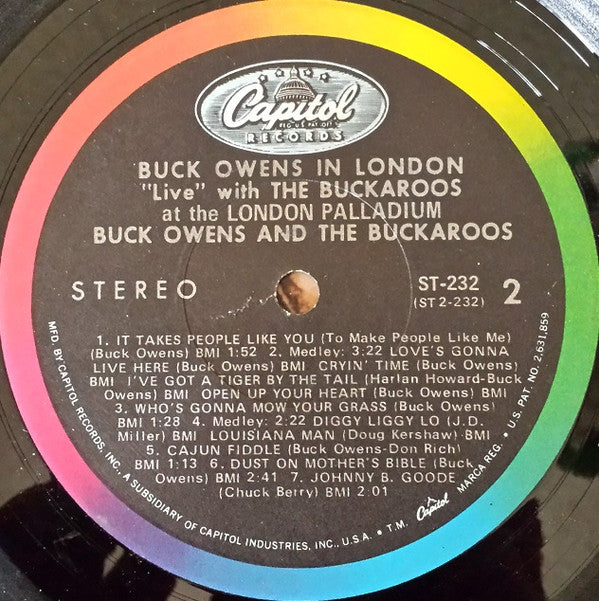 Capitol
REG. U.S. PAT. OFF.
RECORDS
BUCK OWENS IN LONDON
"Live" with THE BUCKAROOS
at the LONDON PALLADIUM
BUCK OWENS AND THE BUCKAROOS
STEREO
ST-232
(ST 2-232)
2
1. IT TAKES PEOPLE LIKE YOU (To Make People Like Me)
(Buck Owens) BMI 1:52 2. Medley: 3:22 LOVE'S GONNA
LIVE HERE (Buck Owens) BMI CRYIN' TIME (Buck Owens)
BMI I'VE GOT A TIGER BY THE TAIL (Harlan Howard-Buck
Owens) BMI OPEN UP YOUR HEART (Buck Owens) BMI
3. WHO'S GONNA MOW YOUR GRASS (Buck Owens)
BMI 1:28 4. Medley: 2:22 DIGGY LIGGY LO (J.D.
Miller) BMI LOUISIANA MAN (Doug Kershaw) BMI
5. CAJUN FIDDLE (Buck Owens-Don Rich)
BMI 1:13 6. DUST ON MOTHER'S BIBLE (Buck
Owens) BMI 2:41 7. JOHNNY B. GOODE
(Chuck Berry) BMI 2:01
MFD. BY CAPITOL RECORDS, INC., A SUBSIDIARY OF CAPITOL INDUSTRIES, INC., U.S.A. • T.M. Capitol MARCA REG. • U.S. PAT. NO. 2,631,859